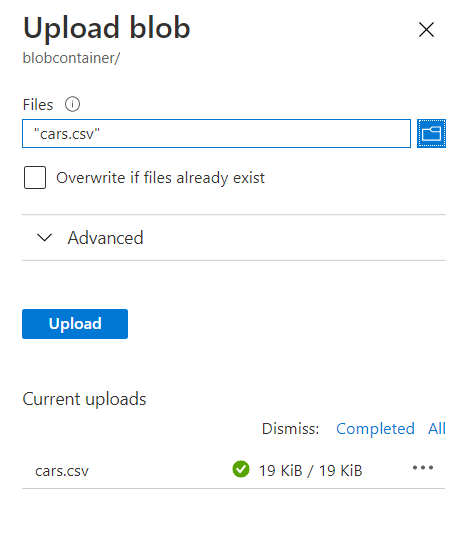 Upload blob
blobcontainer/
Files
"cars.csv"
Overwrite if files already exist
Advanced
Upload
Current uploads
Dismiss: Completed All
cars.csv 19 KiB / 19 KiB